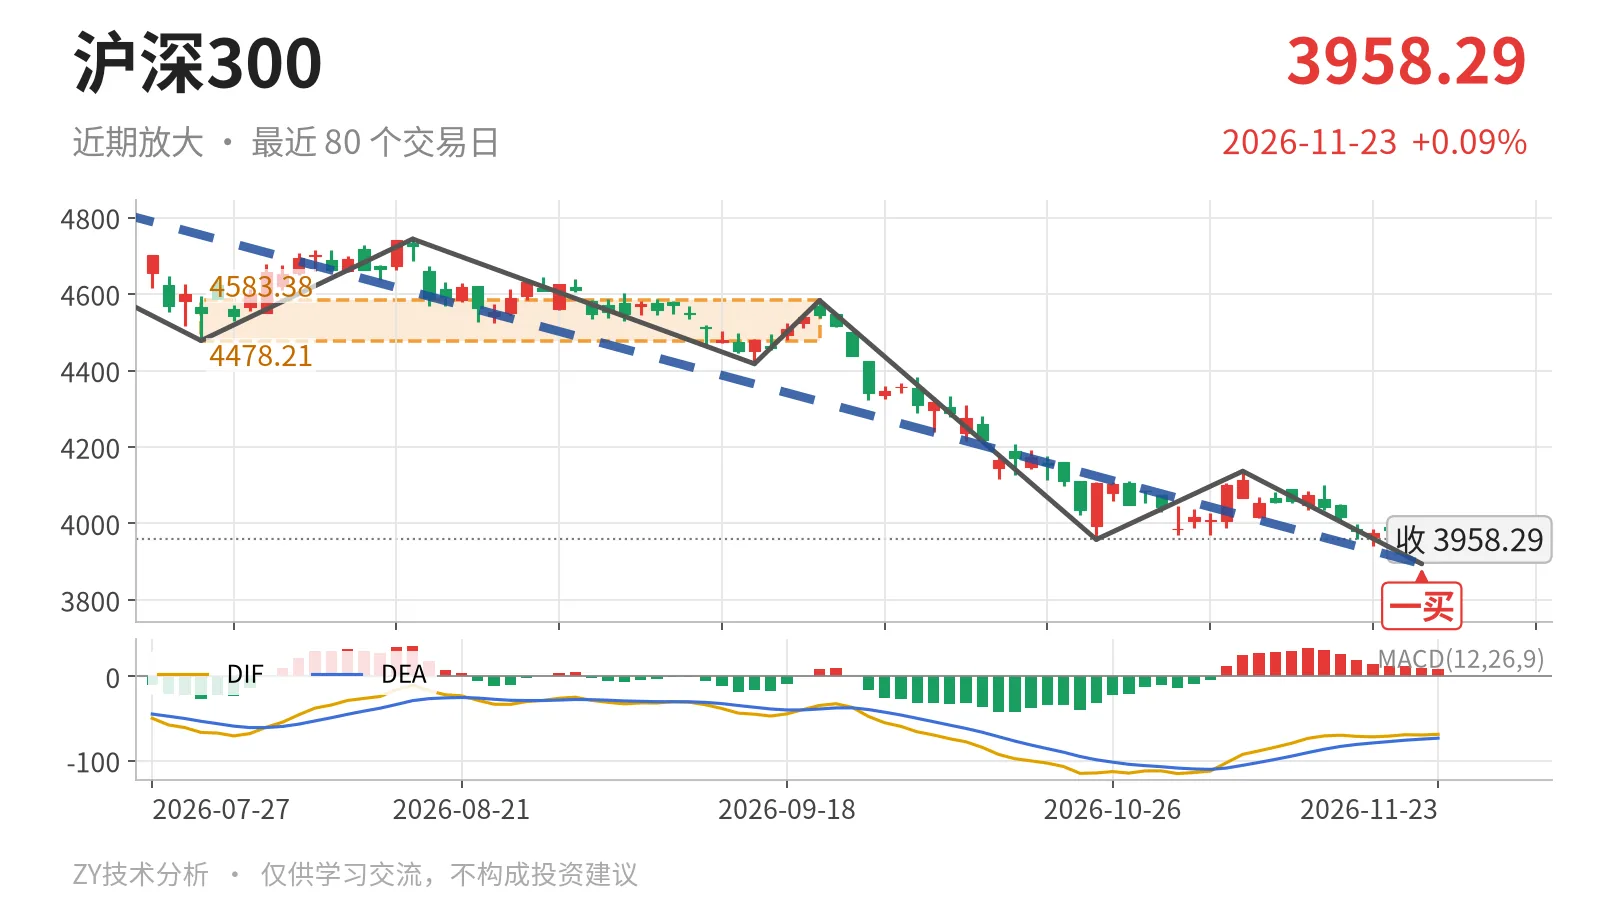 沪深300
3958.29
近期放大 • 最近 80 个交易日
2026-11-23 +0.09%
4800
4600
4400
4200
4000
3800
4583.38
4478.21
收 3958.29
一买
0
-100
DIF
DEA
MACD(12,26,9)
2026-07-27
2026-08-21
2026-09-18
2026-10-26
2026-11-23
ZY技术分析 • 仅供学习交流，不构成投资建议